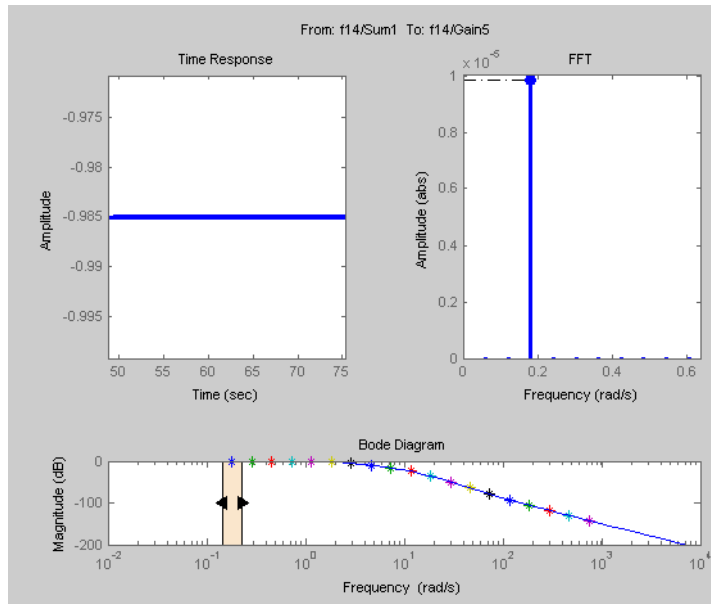 From: f14/Sum1 To: f14/Gain5
Time Response
-0.975
-0.98
-0.985
-0.99
-0.995
Amplitude
50 55 60 65 70 75
Time (sec)
FFT
x 10^-5
1
0.8
0.6
0.4
0.2
0
Amplitude (abs)
0 0.2 0.4 0.6
Frequency (rad/s)
Bode Diagram
0
-100
-200
Magnitude (dB)
10^-2 10^-1 10^0 10^1 10^2 10^3 10^4
Frequency (rad/s)